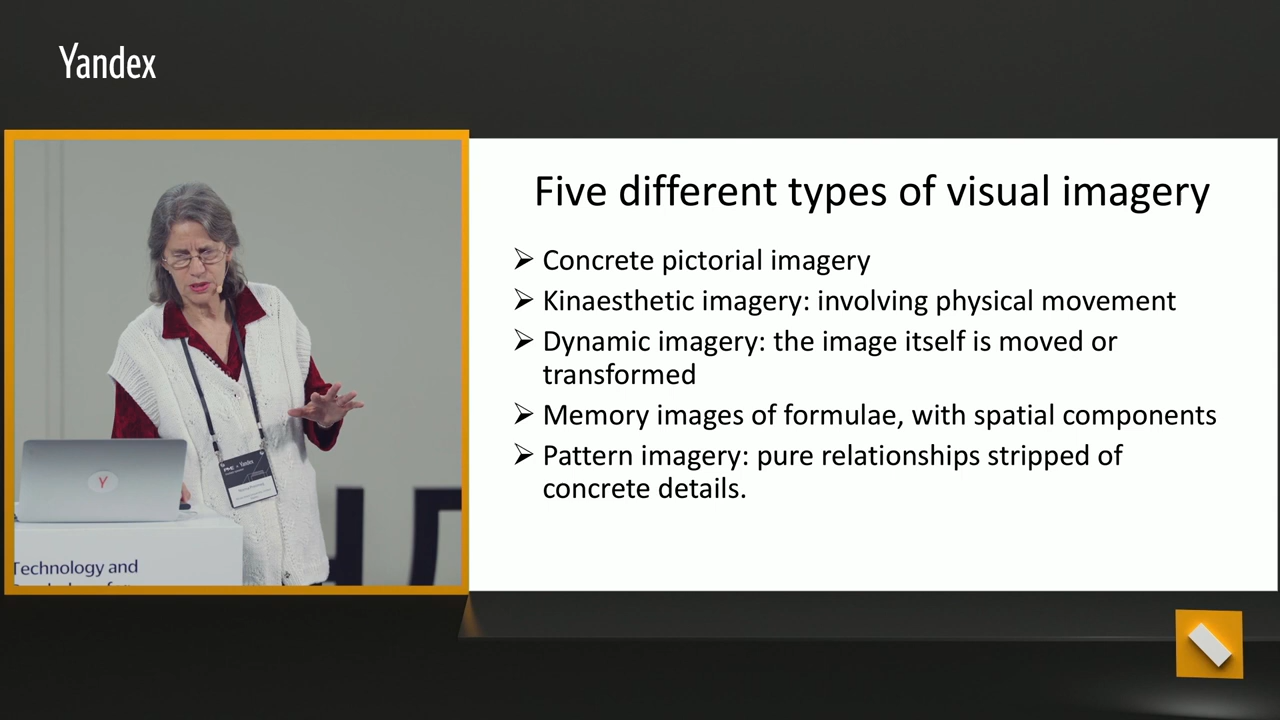 Yandex
Five different types of visual imagery
➢ Concrete pictorial imagery
➢ Kinaesthetic imagery: involving physical movement
➢ Dynamic imagery: the image itself is moved or
transformed
➢ Memory images of formulae, with spatial components
➢ Pattern imagery: pure relationships stripped of
concrete details.
Y
Technology and